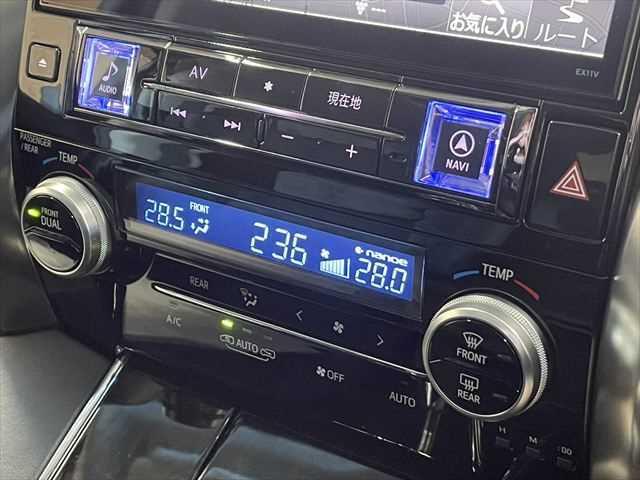 お気に入り
ルート
EX11V
AUDIO
AV
現在地
NAVI
PASSENGER
/REAR
TEMP
FRONT
DUAL
28.5
FRONT
236
nanoe
28.0
TEMP
REAR
A/C
AUTO
OFF
AUTO
FRONT
REAR
H
M
:00